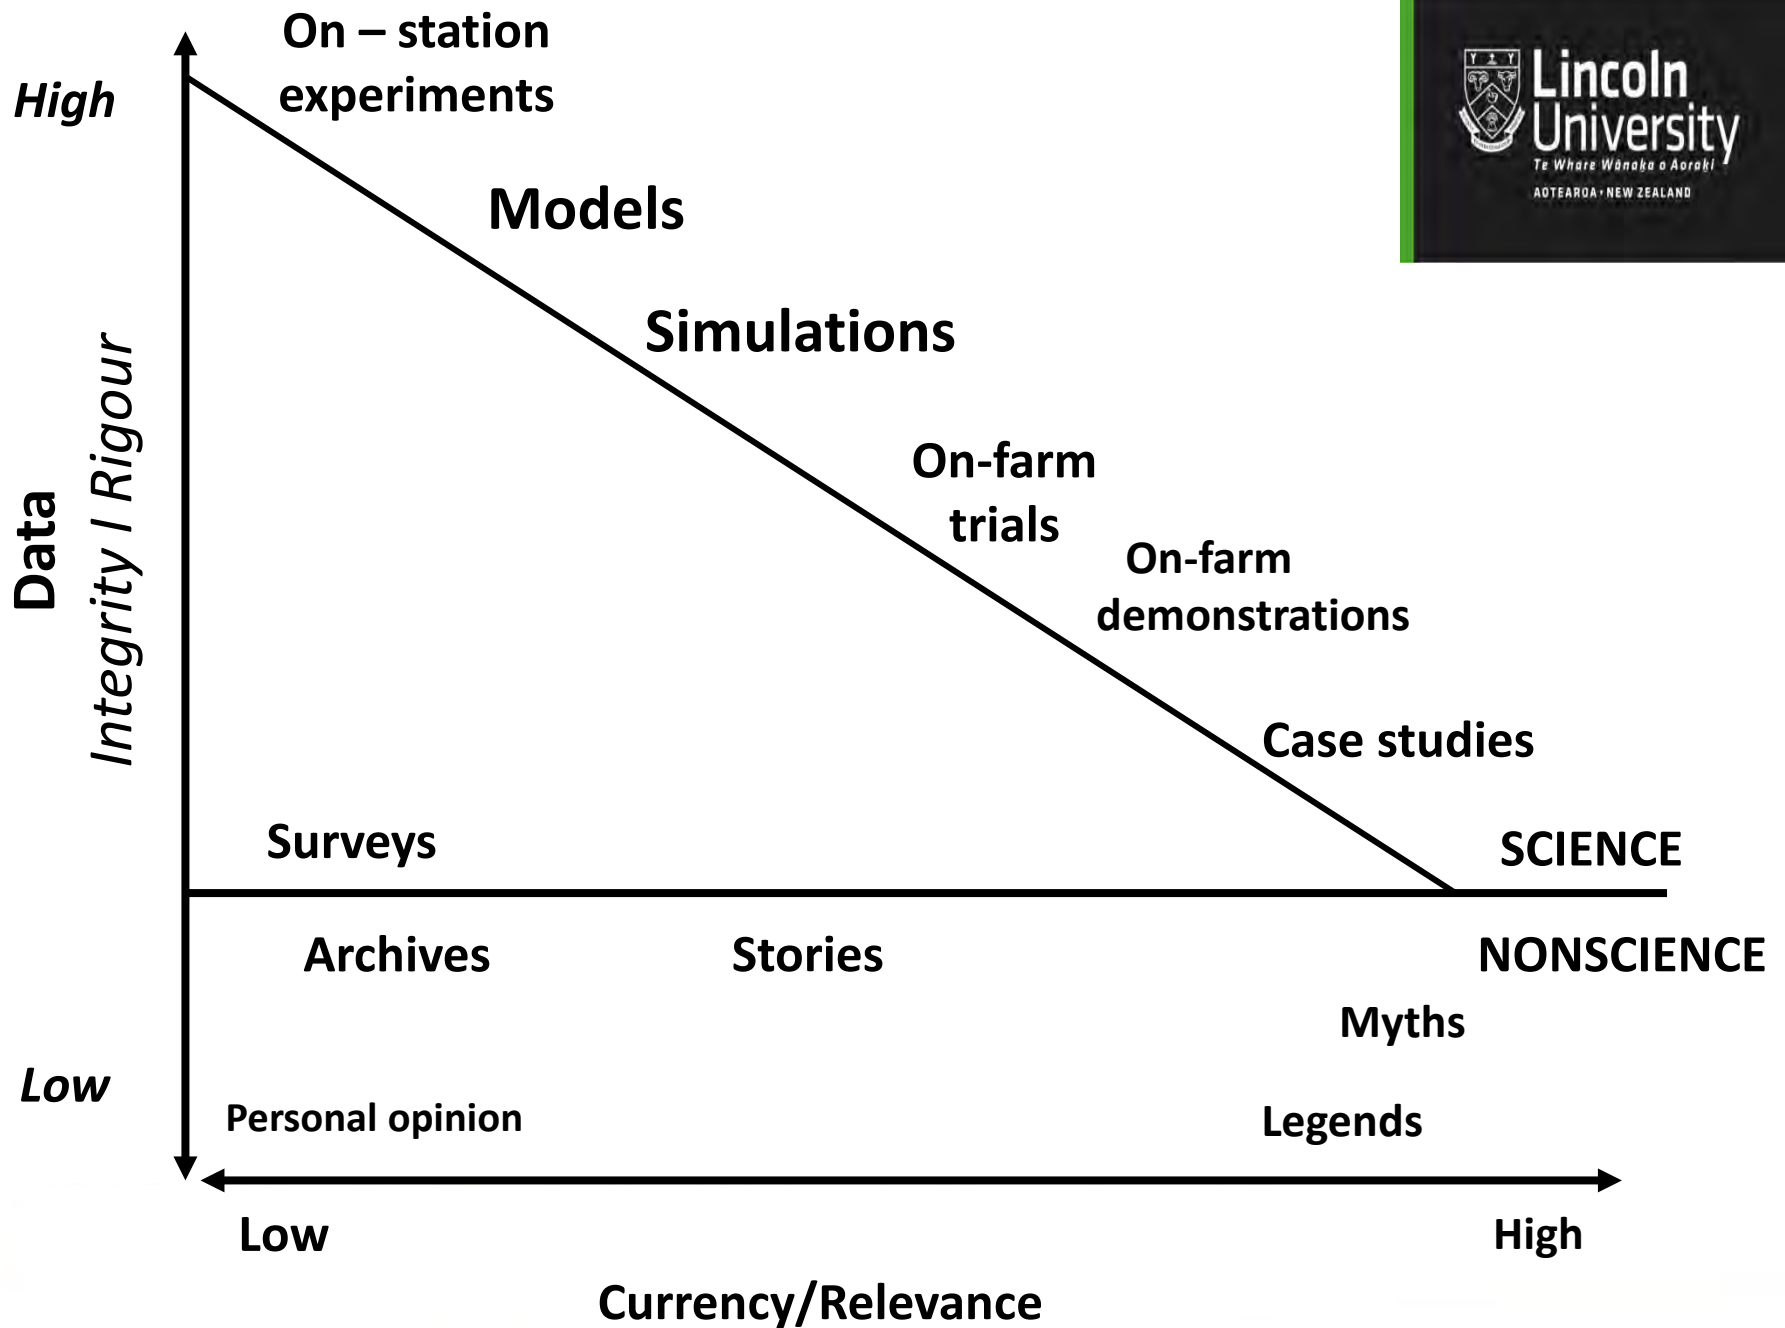 On – station
experiments
High
Lincoln
University
Te Whare Wānaka o Aoraki
AOTEAROA • NEW ZEALAND
Models
Simulations
Data
Integrity I Rigour
On-farm
trials
On-farm
demonstrations
Case studies
Surveys
SCIENCE
Archives
Stories
NONSCIENCE
Myths
Low
Personal opinion
Legends
Low
High
Currency/Relevance